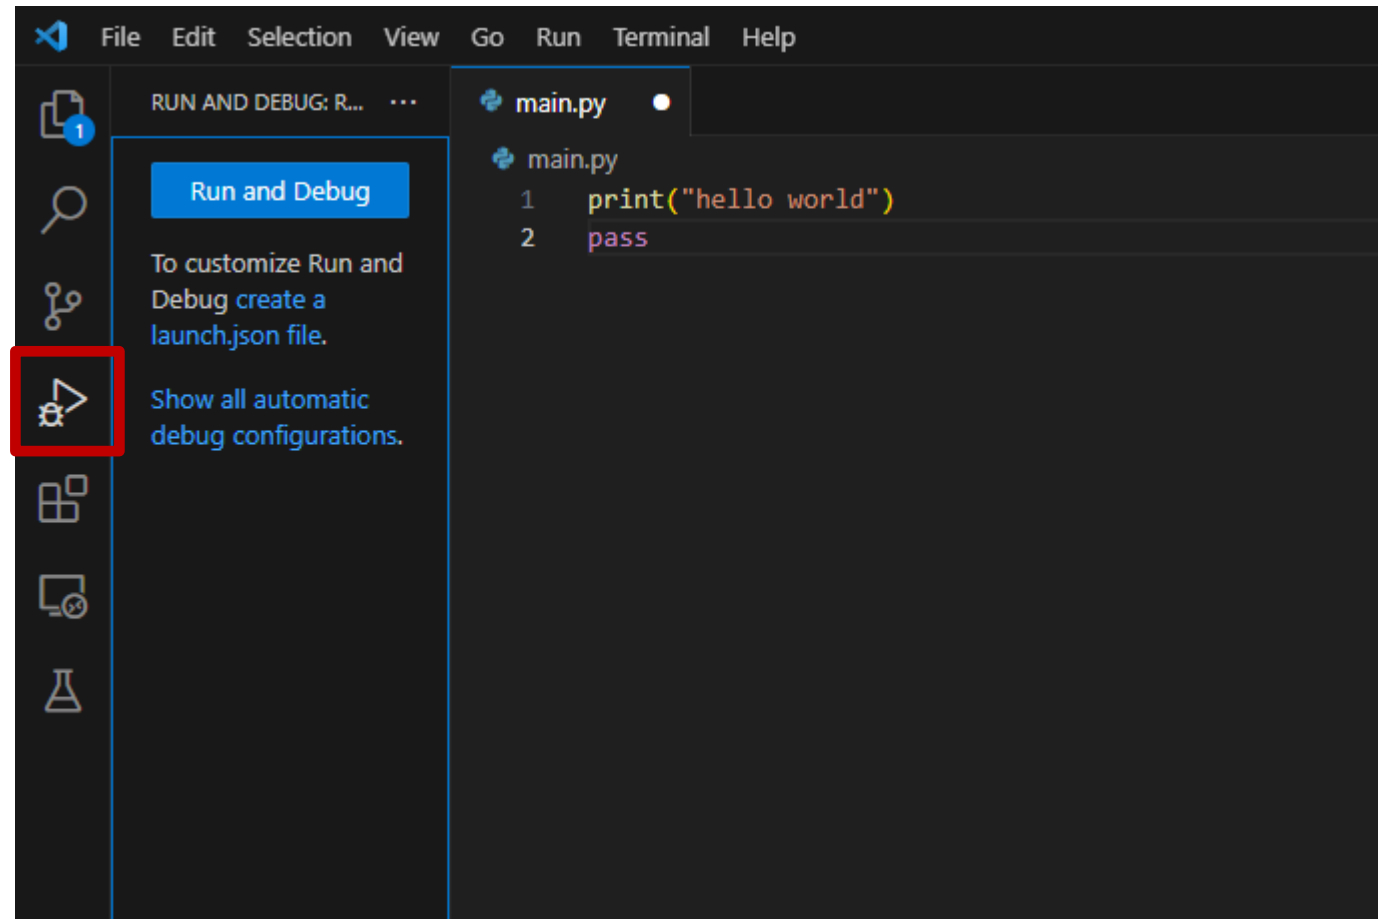 File Edit Selection View Go Run Terminal Help
RUN AND DEBUG: R... ···
main.py
1
Run and Debug
To customize Run and
Debug create a
launch.json file.
Show all automatic
debug configurations.
main.py
1 print("hello world")
2 pass